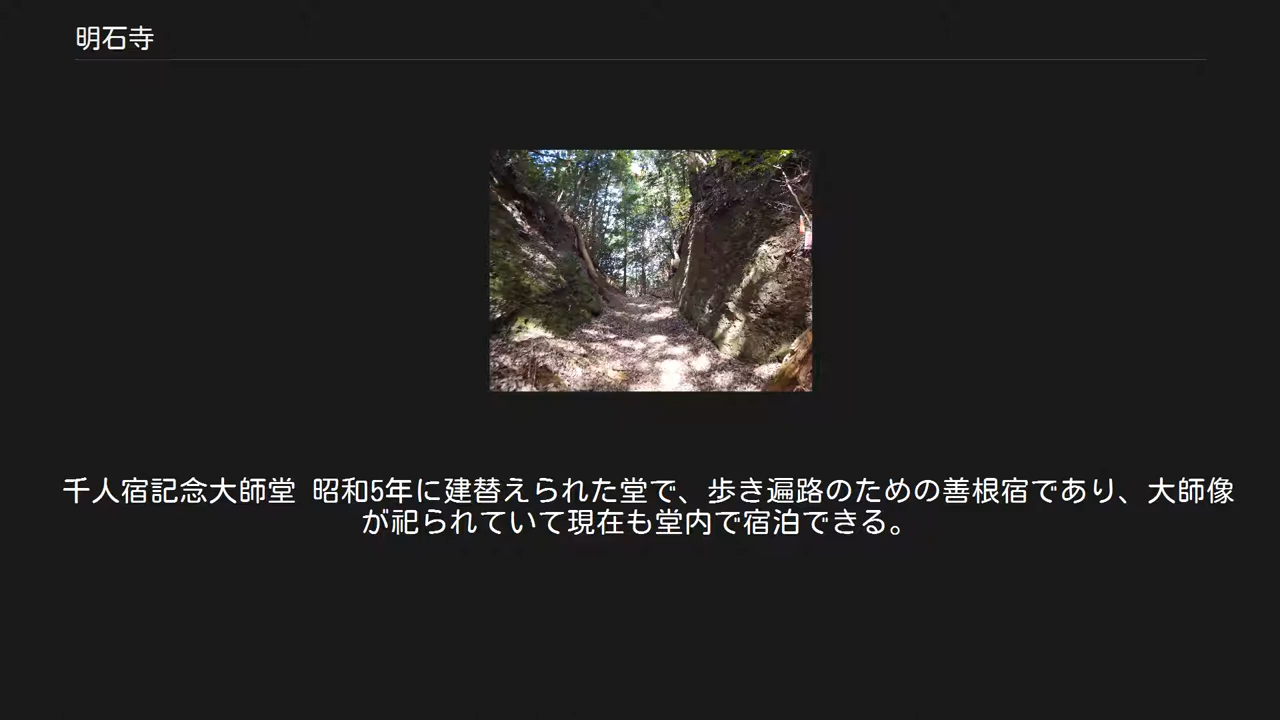 明石寺
千人宿記念大師堂 昭和5年に建替えられた堂で、歩き遍路のための善根宿であり、大師像
が祀られていて現在も堂内で宿泊できる。